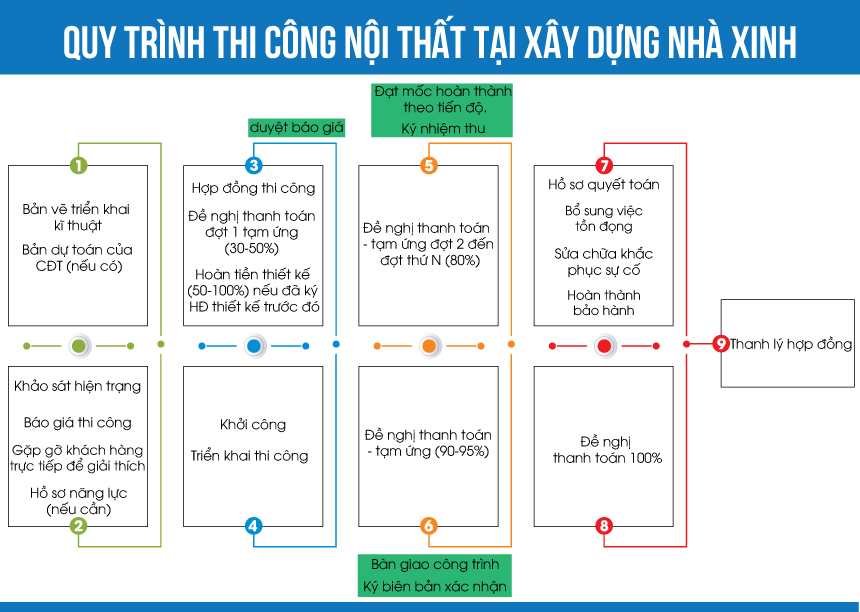 QUY TRÌNH THI CÔNG NỘI THẤT TẠI XÂY DỰNG NHÀ XINH
1
Bản vẽ triển khai
kĩ thuật
Bản dự toán của
CĐT (nếu có)
Khảo sát hiện trạng
Báo giá thi công
Gặp gỡ khách hàng
trực tiếp để giải thích
Hồ sơ năng lực
(nếu cần)
2
duyệt báo giá
3
Hợp đồng thi công
Đề nghị thanh toán
đợt 1 tạm ứng
(30-50%)
Hoàn tiền thiết kế
(50-100%) nếu đã ký
HĐ thiết kế trước đó
Khởi công
Triển khai thi công
4
Đạt mốc hoàn thành
theo tiến độ.
Ký nhiệm thu
5
Đề nghị thanh toán
- tạm ứng đợt 2 đến
đợt thứ N (80%)
Đề nghị thanh toán
- tạm ứng (90-95%)
6
Bàn giao công trình
Ký biên bản xác nhận
7
Hồ sơ quyết toán
Bổ sung việc
tồn đọng
Sửa chữa khắc
phục sự cố
Hoàn thành
bảo hành
Đề nghị
thanh toán 100%
8
9
Thanh lý hợp đồng